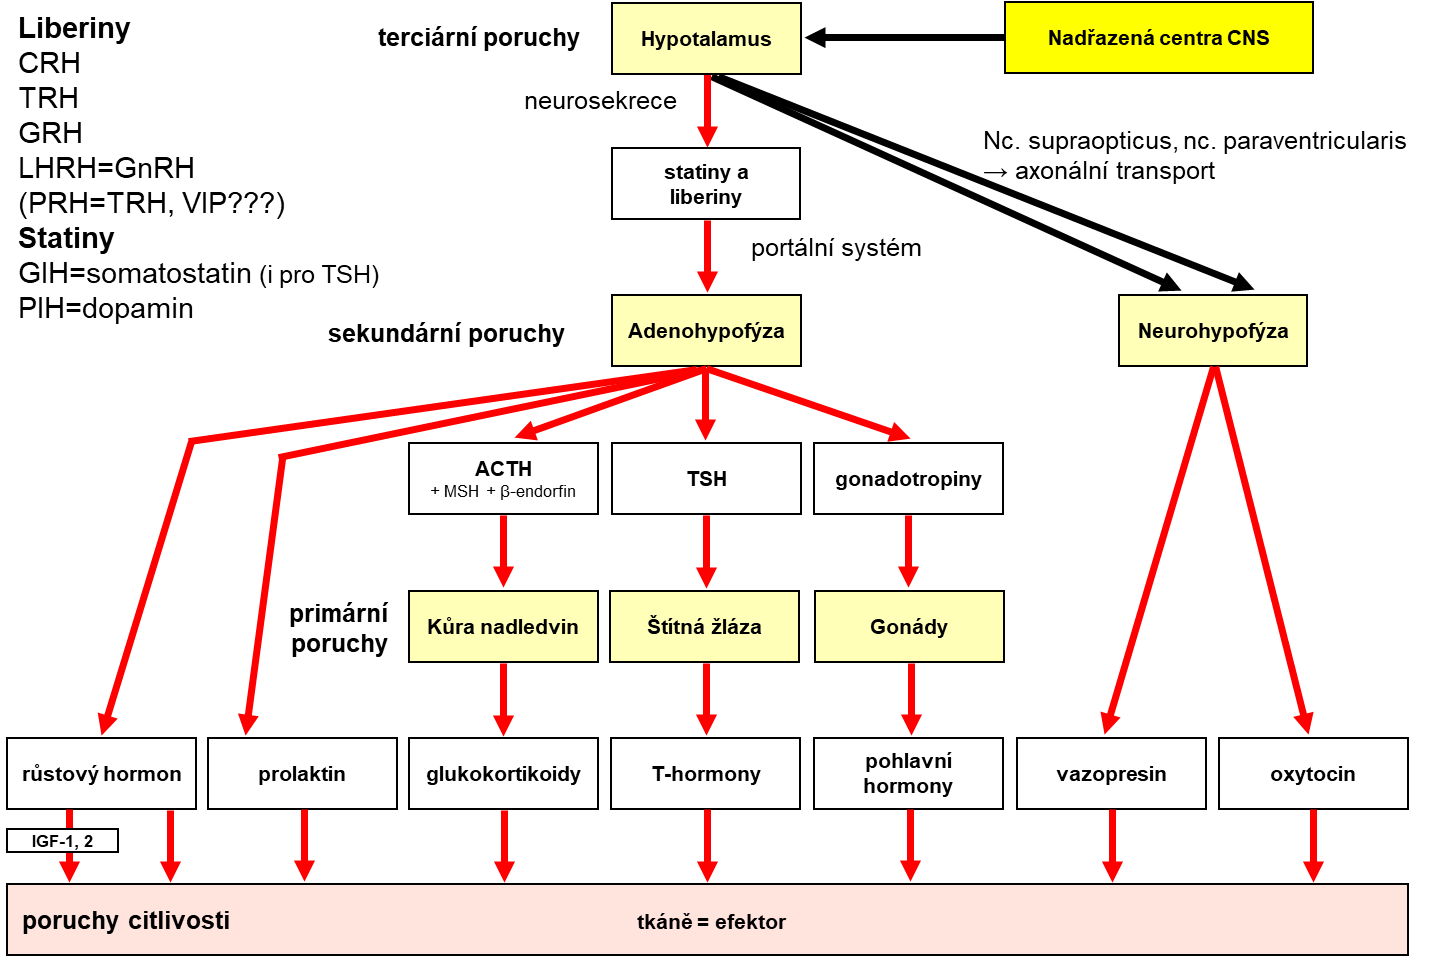 Liberiny
CRH
TRH
GRH
LHRH=GnRH
(PRH=TRH, VIP???)
Statiny
GIH=somatostatin (i pro TSH)
PIH=dopamin
terciární poruchy
Hypotalamus
Nadřazená centra CNS
neurosekrece
Nc. supraopticus, nc. paraventricularis
→ axonální transport
statiny a
liberiny
portální systém
sekundární poruchy
Adenohypofýza
Neurohypofýza
ACTH
+ MSH + β-endorfin
TSH
gonadotropiny
primární
poruchy
Kůra nadledvin
Štítná žláza
Gonády
růstový hormon
prolaktin
glukokortikoidy
T-hormony
pohlavní
hormony
vazopresin
oxytocin
IGF-1, 2
poruchy citlivosti
tkáně = efektor